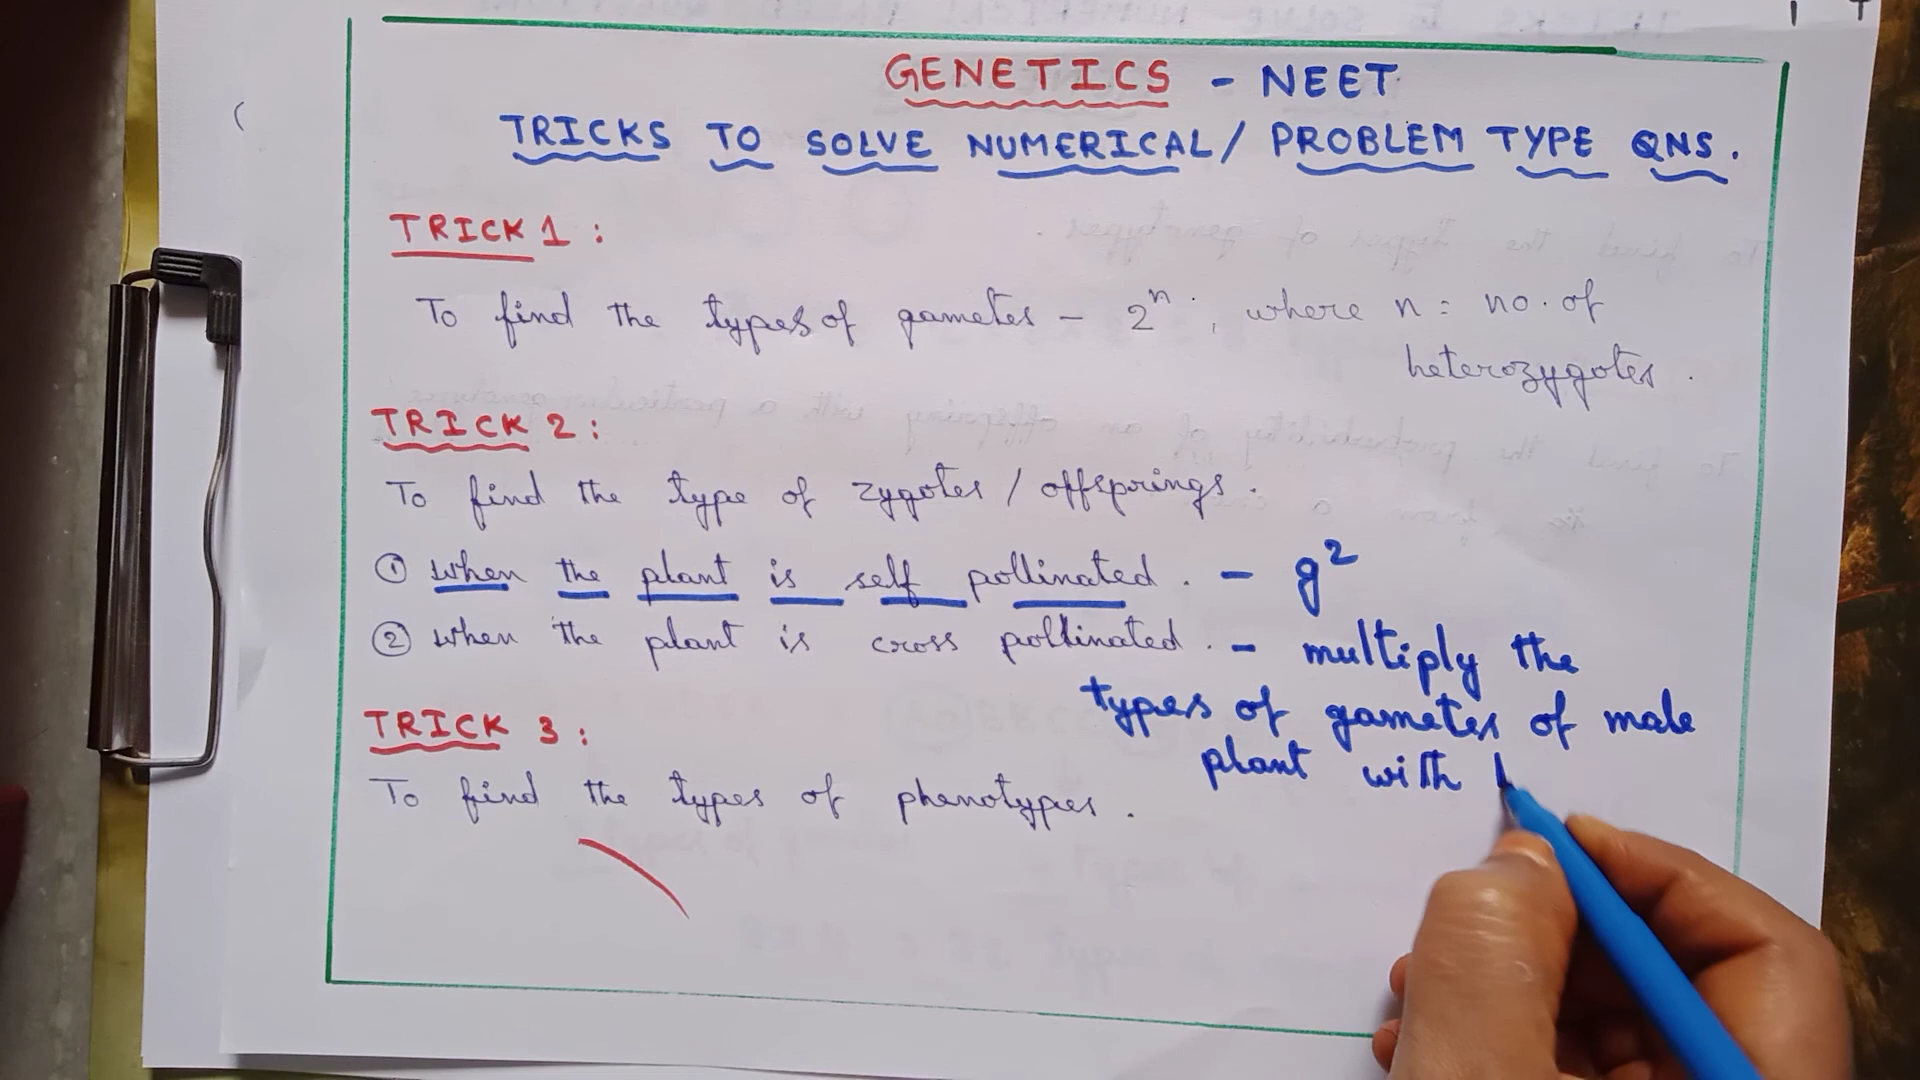 GENETICS - NEET
TRICKS TO SOLVE NUMERICAL/ PROBLEM TYPE QNS.
TRICK 1 :
To find the types of gametes - 2ⁿ , where n = no. of
heterozygotes .
TRICK 2 :
To find the type of zygotes / offsprings .
① when the plant is self pollinated . - g²
② when the plant is cross pollinated . - multiply the
types of gametes of male
plant with
TRICK 3 :
To find the types of phenotypes .